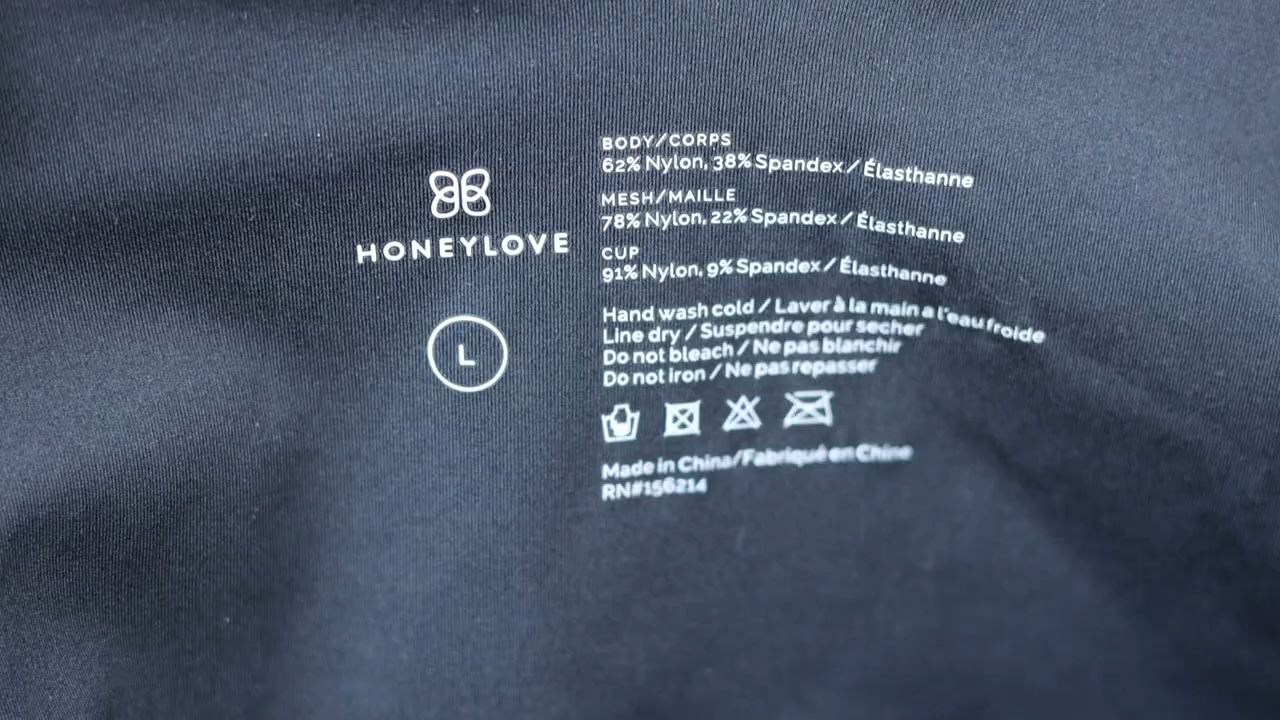 HONEYLOVE
L
BODY/CORPS
62% Nylon, 38% Spandex / Élasthanne
MESH/MAILLE
78% Nylon, 22% Spandex / Élasthanne
CUP
91% Nylon, 9% Spandex / Élasthanne
Hand wash cold / Laver à la main a l'eau froide
Line dry / Suspendre pour secher
Do not bleach / Ne pas blanchir
Do not iron / Ne pas repasser
Made in China/Fabriqué en Chine
RN#156214